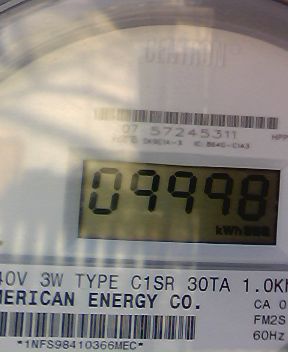 CENTRON
07 57245311
09998
kWh
40V 3W TYPE C1SR 30TA 1.0K
MERICAN ENERGY CO.
CA 0
FM2S
60Hz
*1NFS98410366MEC*